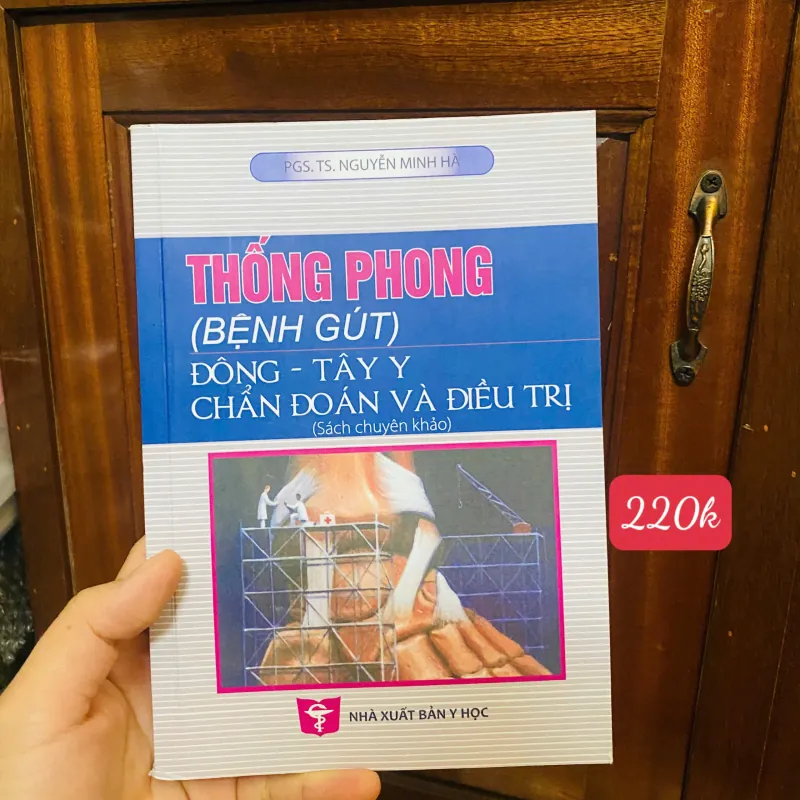 PGS. TS. NGUYỄN MINH HÀ
THỐNG PHONG
(BỆNH GÚT)
ĐÔNG - TÂY Y
CHẨN ĐOÁN VÀ ĐIỀU TRỊ
(Sách chuyên khảo)
220k
NHÀ XUẤT BẢN Y HỌC